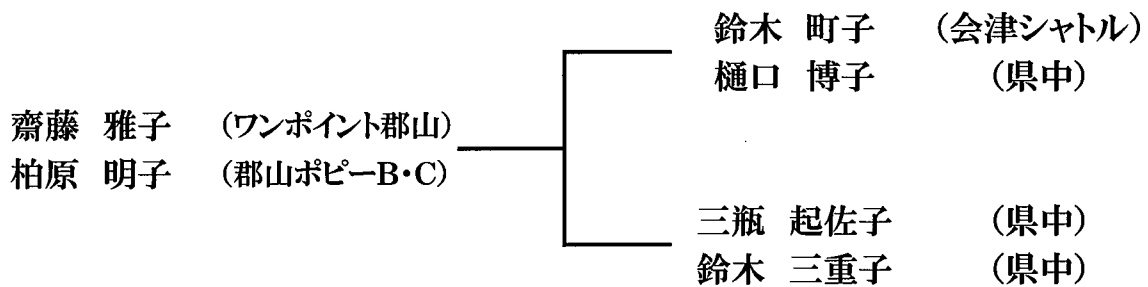 鈴木 町子 (会津シャトル)
樋口 博子 (県中)
齋藤 雅子 (ワンポイント郡山)
柏原 明子 (郡山ポピーB・C)
三瓶 起佐子 (県中)
鈴木 三重子 (県中)